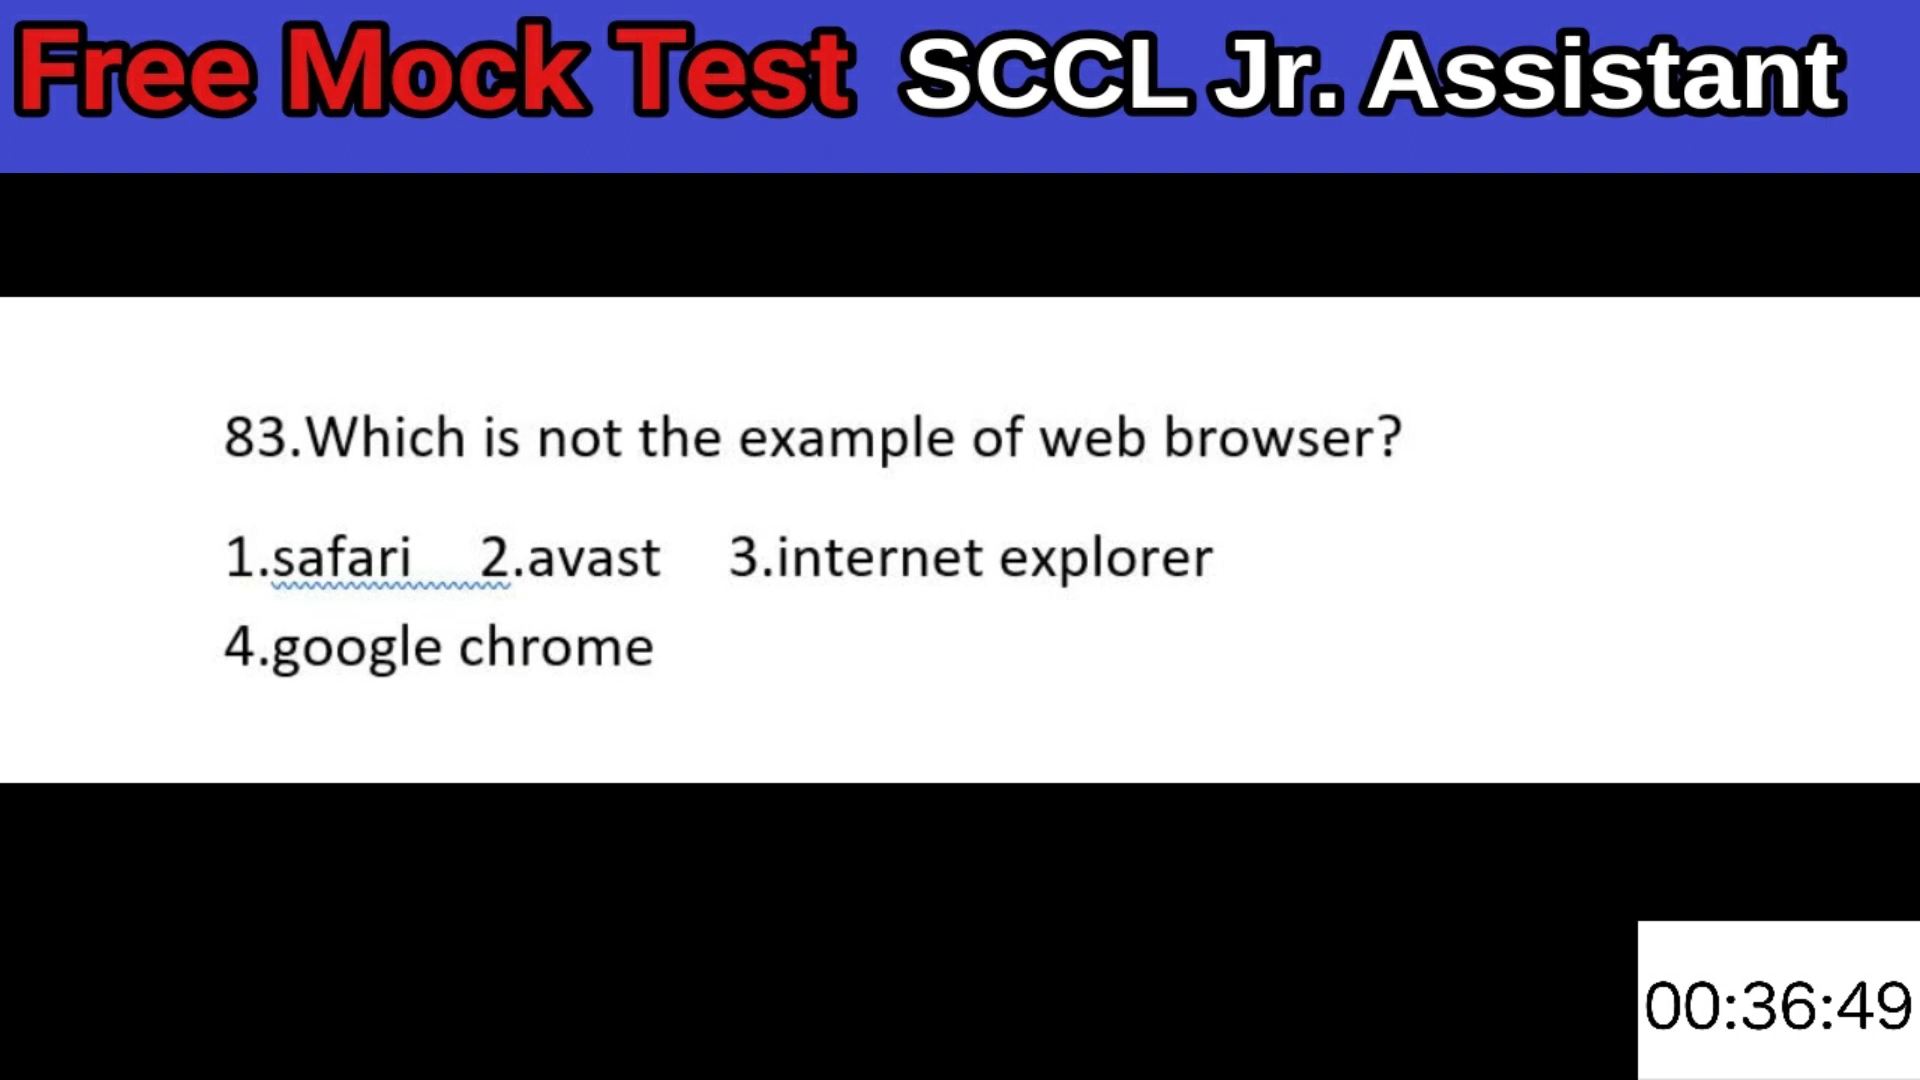 Free Mock Test SCCL Jr. Assistant
83.Which is not the example of web browser?
1.safari 2.avast 3.internet explorer
4.google chrome
00:36:49